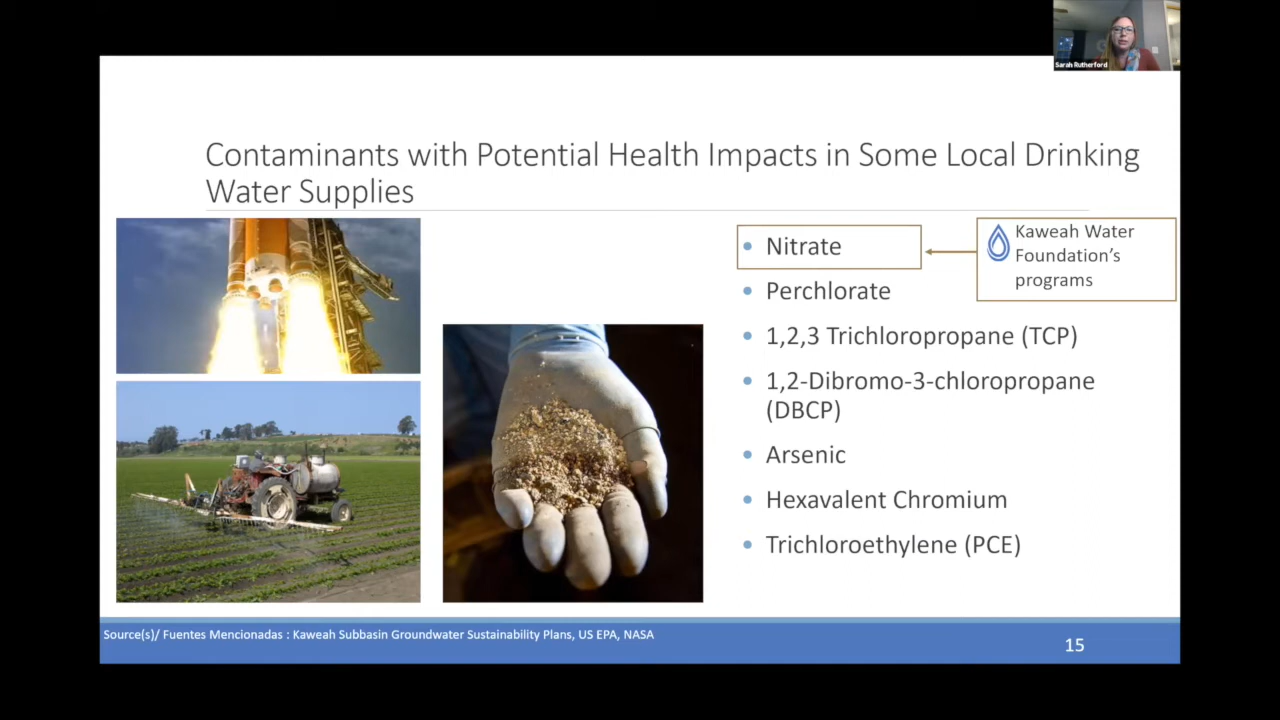 Sarah Rutherford
Contaminants with Potential Health Impacts in Some Local Drinking
Water Supplies
• Nitrate
Kaweah Water
Foundation's
programs
• Perchlorate
• 1,2,3 Trichloropropane (TCP)
• 1,2-Dibromo-3-chloropropane
(DBCP)
• Arsenic
• Hexavalent Chromium
• Trichloroethylene (PCE)
Source(s)/ Fuentes Mencionadas : Kaweah Subbasin Groundwater Sustainability Plans, US EPA, NASA
15